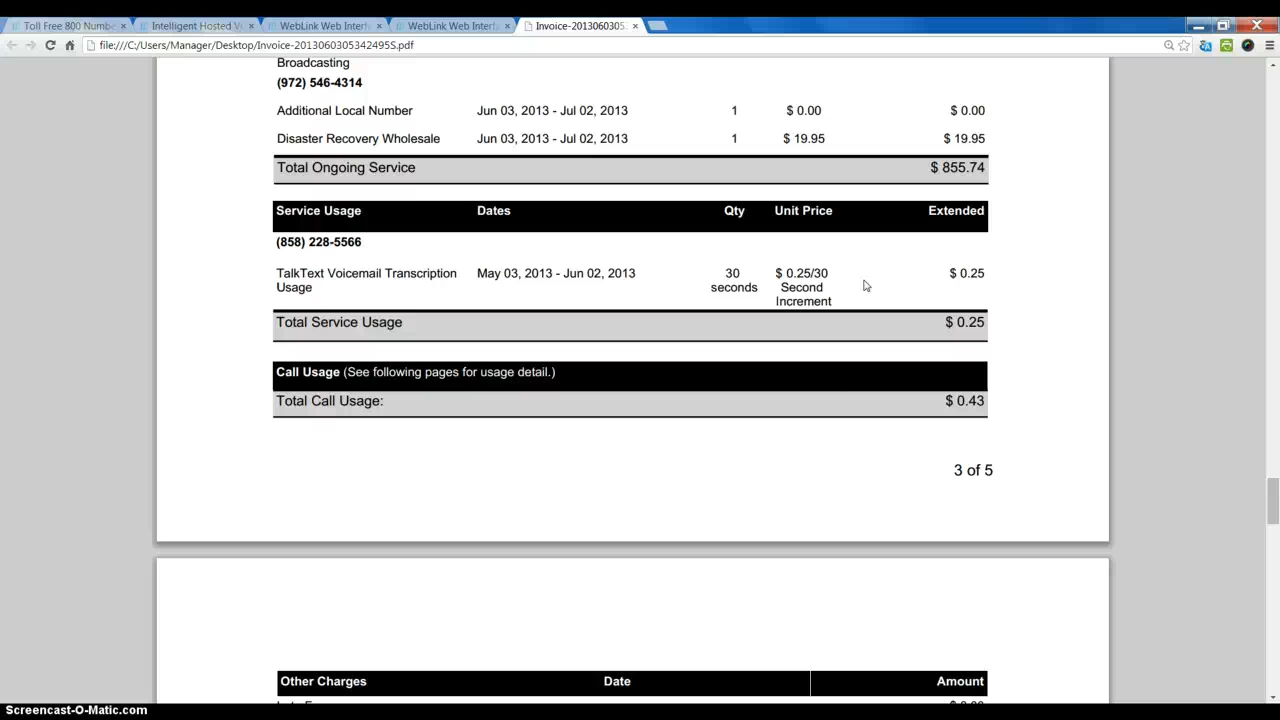 Toll Free 800 Numbe
Intelligent Hosted V
WebLink Web Interf
WebLink Web Interf
Invoice-2013060305
file:///C:/Users/Manager/Desktop/Invoice-2013060305342495S.pdf
Broadcasting
(972) 546-4314
Additional Local Number Jun 03, 2013 - Jul 02, 2013 1 $ 0.00 $ 0.00
Disaster Recovery Wholesale Jun 03, 2013 - Jul 02, 2013 1 $ 19.95 $ 19.95
Total Ongoing Service $ 855.74
Service Usage Dates Qty Unit Price Extended
(858) 228-5566
TalkText Voicemail Transcription May 03, 2013 - Jun 02, 2013 30 $ 0.25/30 $ 0.25
Usage seconds Second
Increment
Total Service Usage $ 0.25
Call Usage (See following pages for usage detail.)
Total Call Usage: $ 0.43
3 of 5
Other Charges Date Amount
Screencast-O-Matic.com